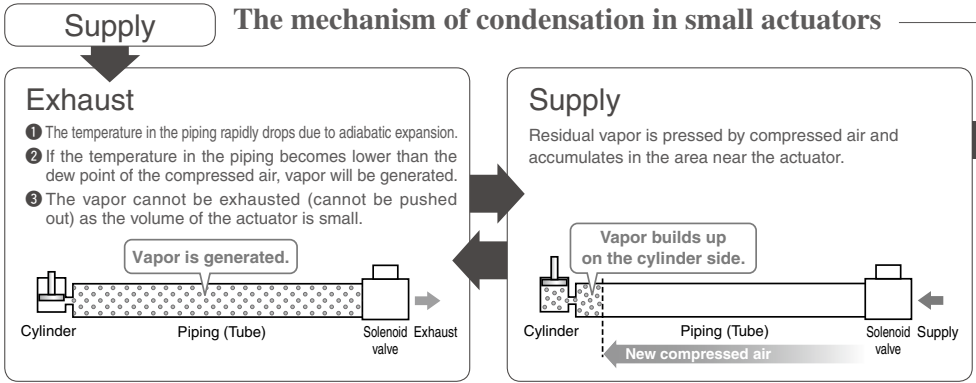 Supply
The mechanism of condensation in small actuators
Exhaust
❶ The temperature in the piping rapidly drops due to adiabatic expansion.
❷ If the temperature in the piping becomes lower than the
dew point of the compressed air, vapor will be generated.
❸ The vapor cannot be exhausted (cannot be pushed
out) as the volume of the actuator is small.
Vapor is generated.
Cylinder
Piping (Tube)
Solenoid
valve
Exhaust
Supply
Residual vapor is pressed by compressed air and
accumulates in the area near the actuator.
Vapor builds up
on the cylinder side.
Cylinder
Piping (Tube)
Solenoid
valve
Supply
New compressed air